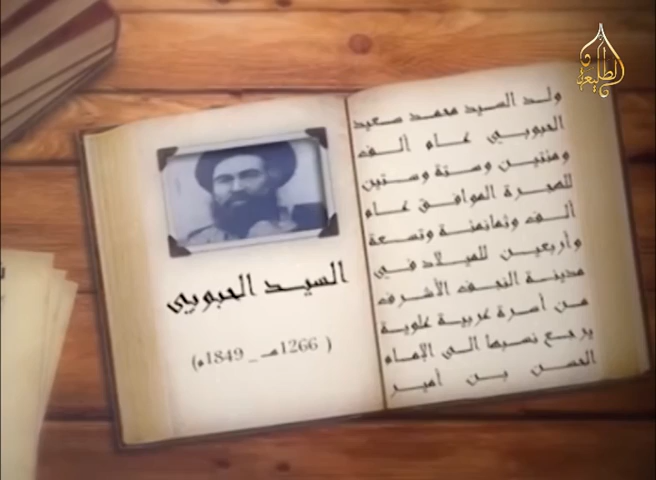 الطليعة
السيد الحبوبي
(1266هـ _ 1849م)
ولد السيد محمد سعيد
الحبوبي عام ألف
ومئتين وستة وستين
للهجرة الموافق عام
ألف وثمانمئة وتسعة
وأربعين للميلاد في
مدينة النجف الأشرف
من أسرة عربية علوية
يرجع نسبها الى الإمام
الحسن بن أمير